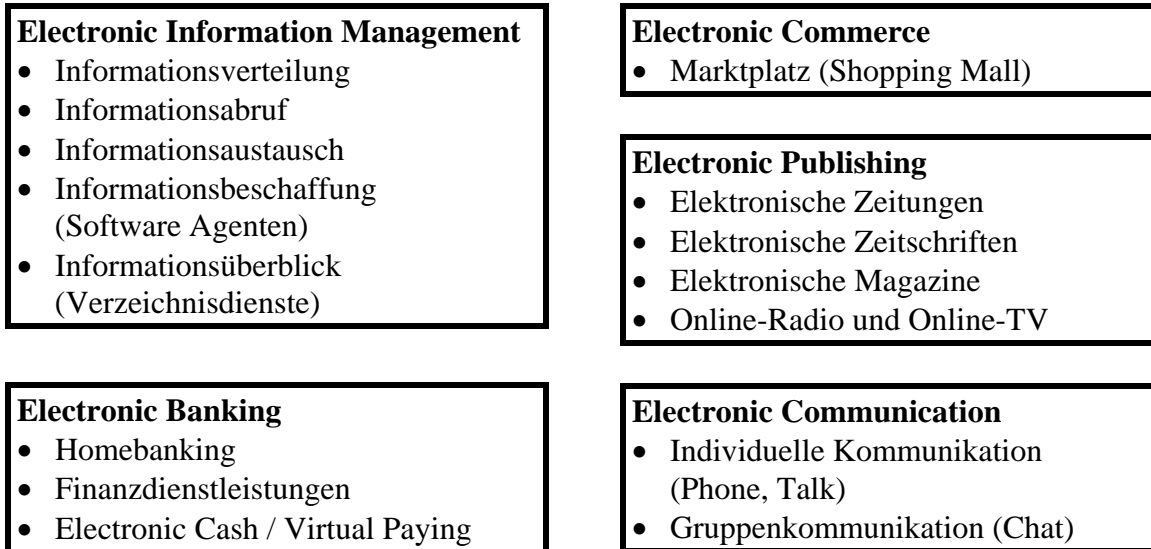 Electronic Information Management
• Informationsverteilung
• Informationsabruf
• Informationsaustausch
• Informationsbeschaffung
(Software Agenten)
• Informationsüberblick
(Verzeichnisdienste)
Electronic Banking
• Homebanking
• Finanzdienstleistungen
• Electronic Cash / Virtual Paying
Electronic Commerce
• Marktplatz (Shopping Mall)
Electronic Publishing
• Elektronische Zeitungen
• Elektronische Zeitschriften
• Elektronische Magazine
• Online-Radio und Online-TV
Electronic Communication
• Individuelle Kommunikation
(Phone, Talk)
• Gruppenkommunikation (Chat)